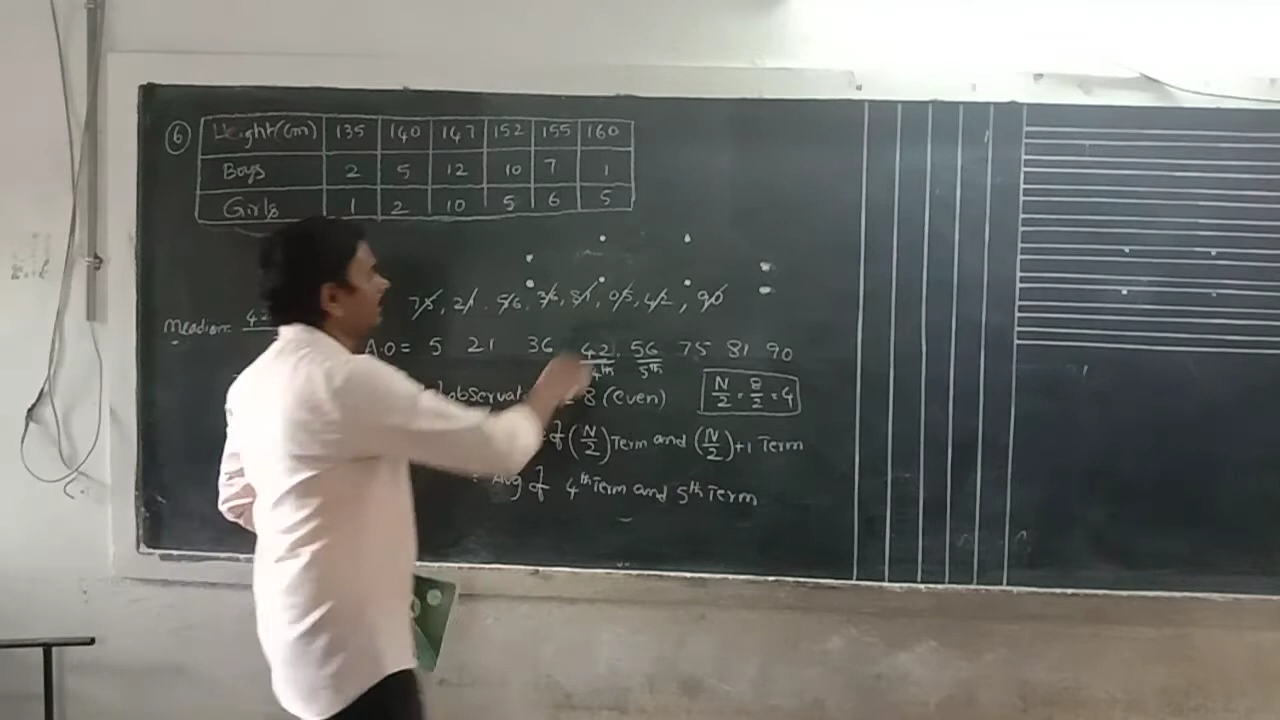 6 Height(cm) 135 140 147 152 155 160
Boys 2 5 12 10 7 1
Girls 1 2 10 5 6 5
75, 21, 56, 36, 81, 05, 42, 90
Meadian: 42
A.O = 5 21 36 42, 56 75 81 90
4th 5th
8 (even) N/2 = 8/2 = 4
of (N/2) Term and (N/2)+1 Term
Avg of 4th Term and 5th Term